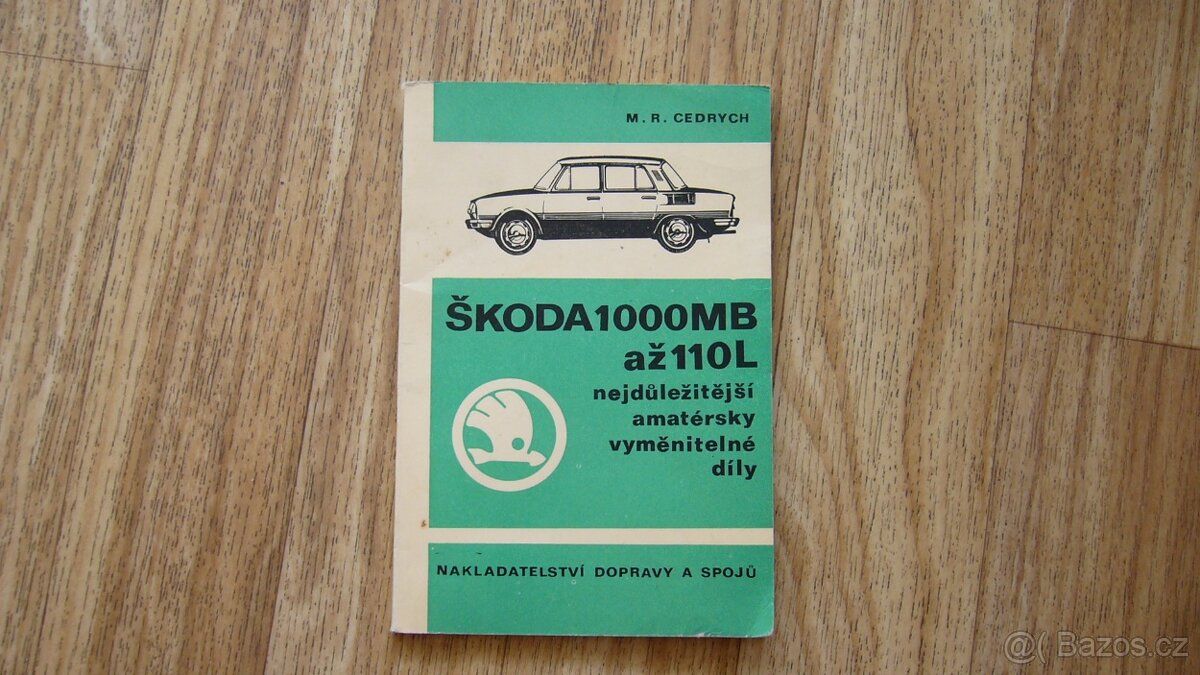 M. R. CEDRYCH
ŠKODA1000MB
až110L
nejdůležitější
amatérsky
vyměnitelné
díly
NAKLADATELSTVÍ DOPRAVY A SPOJŮ
@( Bazos.cz